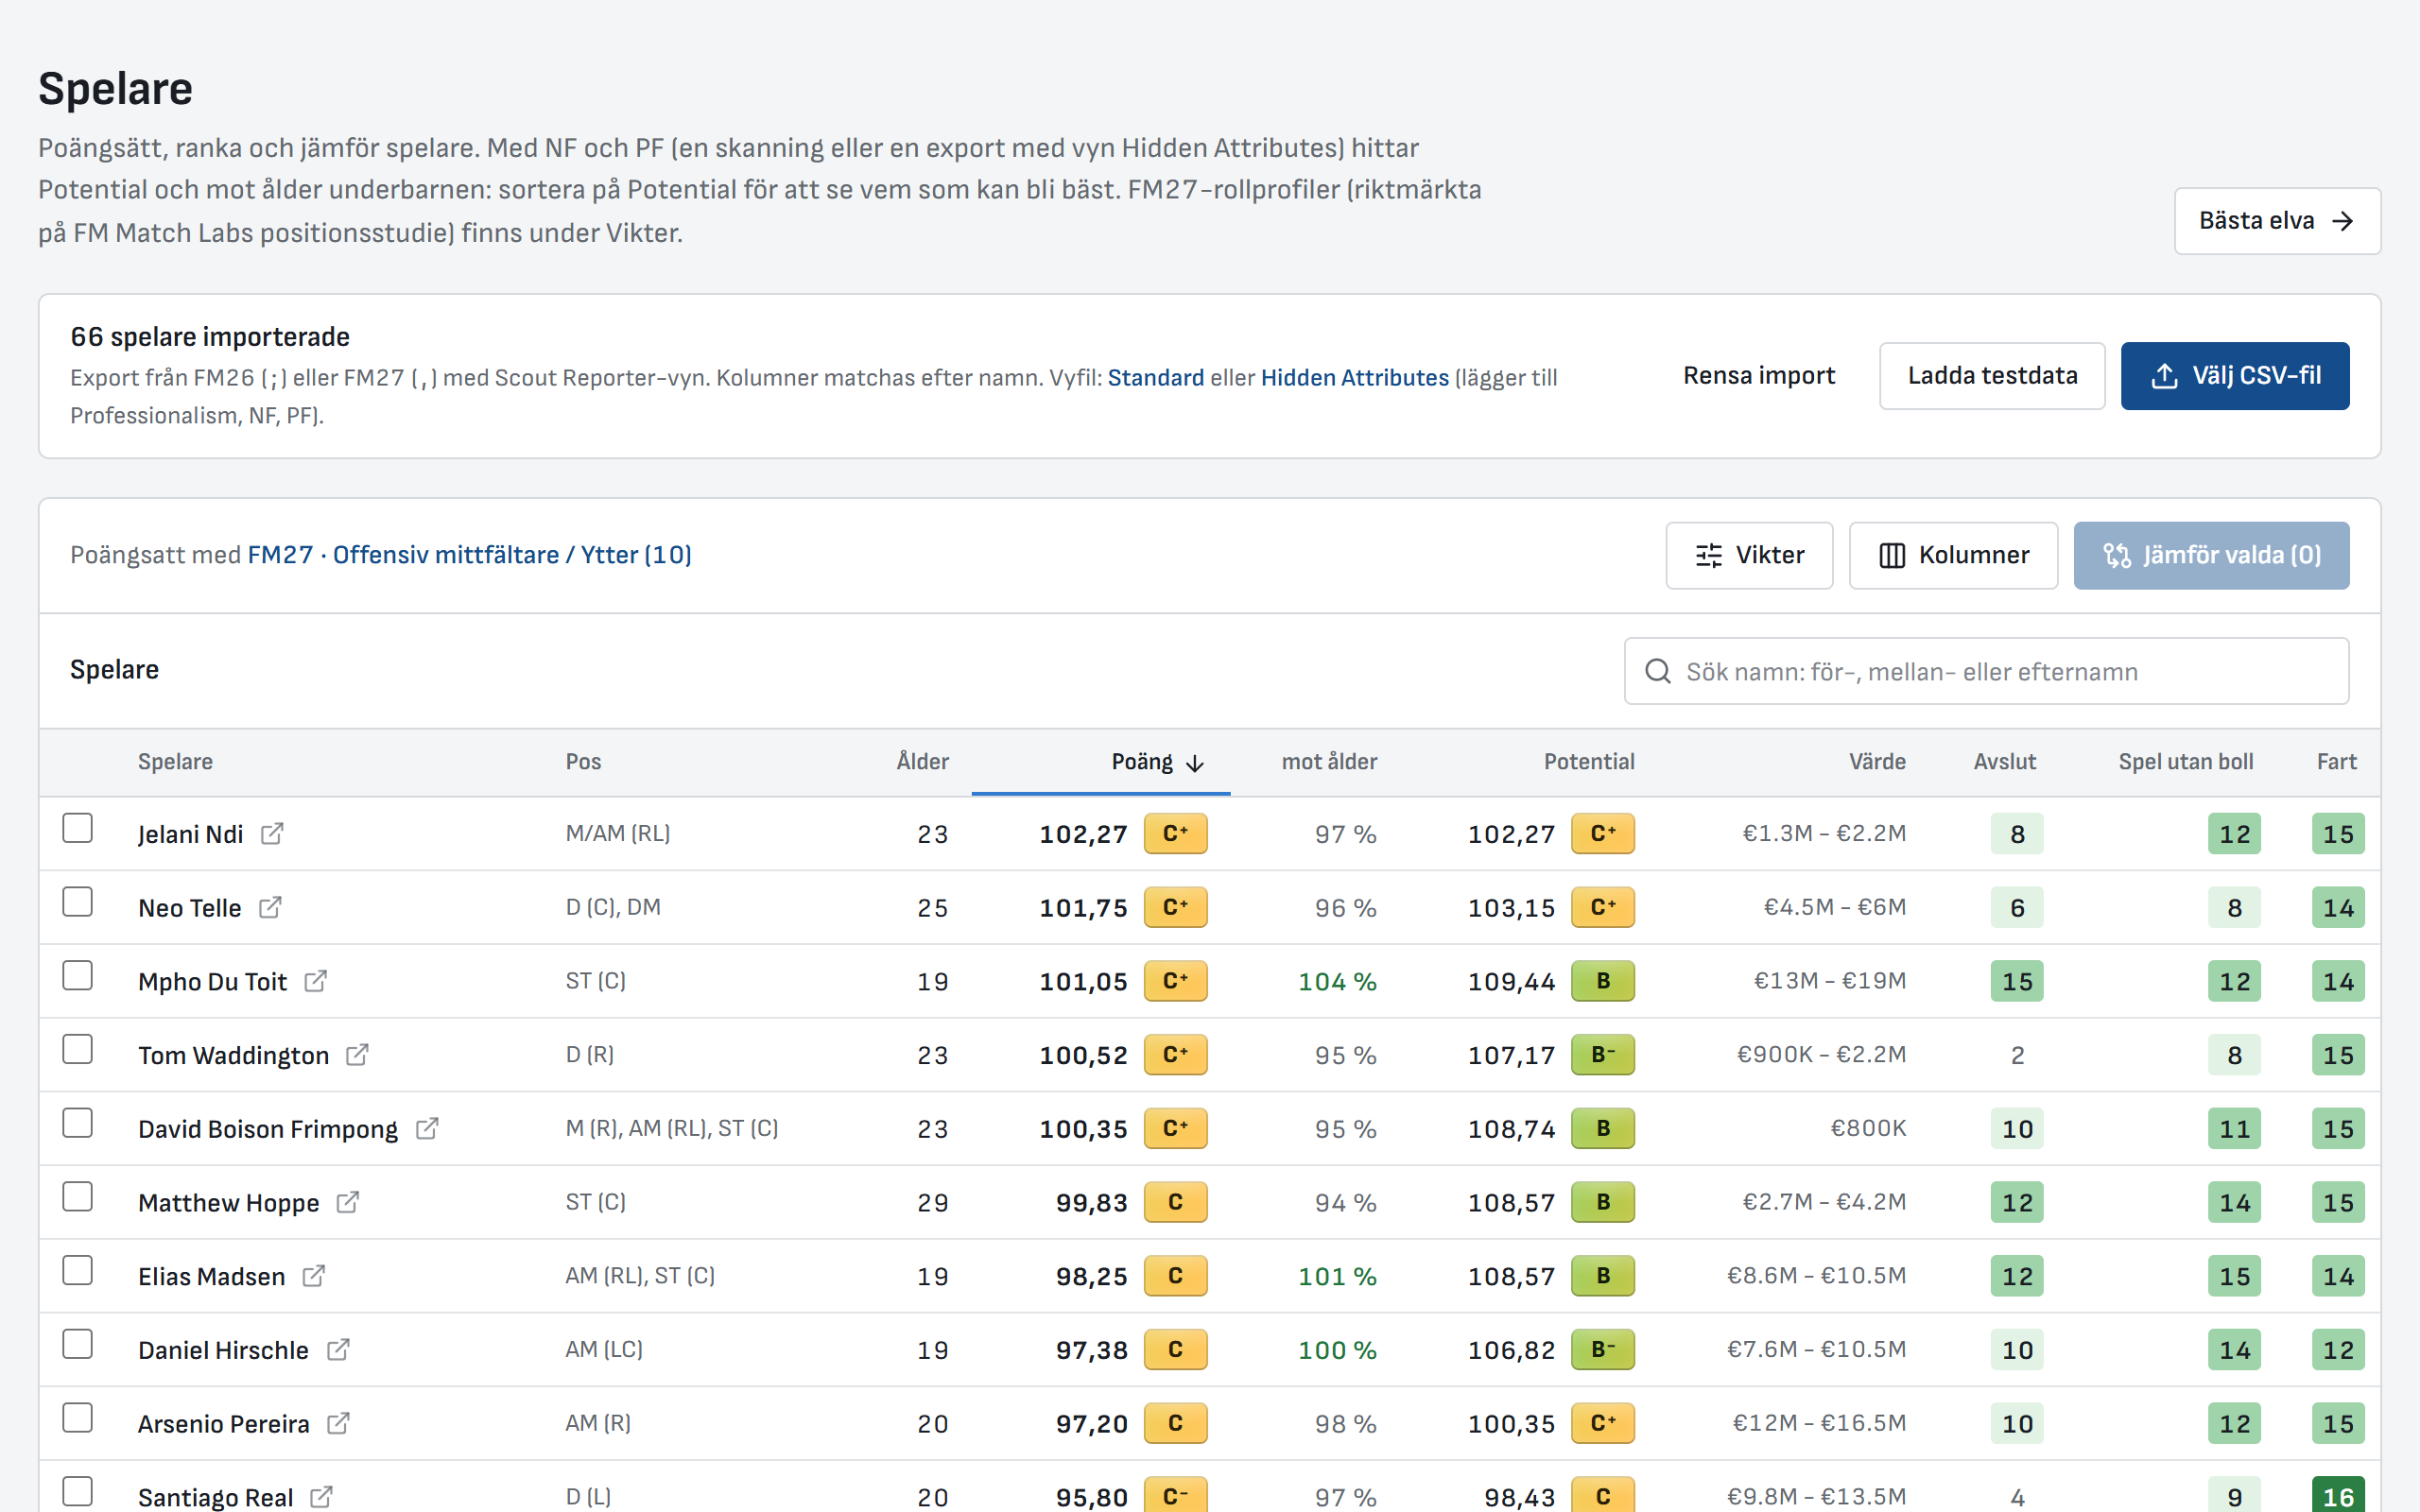 Spelare
Poängsätt, ranka och jämför spelare. Med NF och PF (en skanning eller en export med vyn Hidden Attributes) hittar
Potential och mot ålder underbarnen: sortera på Potential för att se vem som kan bli bäst. FM27-rollprofiler (riktmärkta
på FM Match Labs positionsstudie) finns under Vikter.
Bästa elva
66 spelare importerade
Export från FM26 (;) eller FM27 (,) med Scout Reporter-vyn. Kolumner matchas efter namn. Vyfil: Standard eller Hidden Attributes (lägger till
Professionalism, NF, PF).
Rensa import Ladda testdata Välj CSV-fil
Poängsatt med FM27 · Offensiv mittfältare / Ytter (10) Vikter Kolumner Jämför valda (0)
Spelare Sök namn: för-, mellan- eller efternamn
Spelare Pos Ålder Poäng mot ålder Potential Värde Avslut Spel utan boll Fart
Jelani Ndi M/AM (RL) 23 102,27 C+ 97 % 102,27 C+ €1.3M - €2.2M 8 12 15
Neo Telle D (C), DM 25 101,75 C+ 96 % 103,15 C+ €4.5M - €6M 6 8 14
Mpho Du Toit ST (C) 19 101,05 C+ 104 % 109,44 B €13M - €19M 15 12 14
Tom Waddington D (R) 23 100,52 C+ 95 % 107,17 B- €900K - €2.2M 2 8 15
David Boison Frimpong M (R), AM (RL), ST (C) 23 100,35 C+ 95 % 108,74 B €800K 10 11 15
Matthew Hoppe ST (C) 29 99,83 C 94 % 108,57 B €2.7M - €4.2M 12 14 15
Elias Madsen AM (RL), ST (C) 19 98,25 C 101 % 108,57 B €8.6M - €10.5M 12 15 14
Daniel Hirschle AM (LC) 19 97,38 C 100 % 106,82 B- €7.6M - €10.5M 10 14 12
Arsenio Pereira AM (R) 20 97,20 C 98 % 100,35 C+ €12M - €16.5M 10 12 15
Santiago Real D (L) 20 95,80 C- 97 % 98,43 C €9.8M - €13.5M 4 9 16